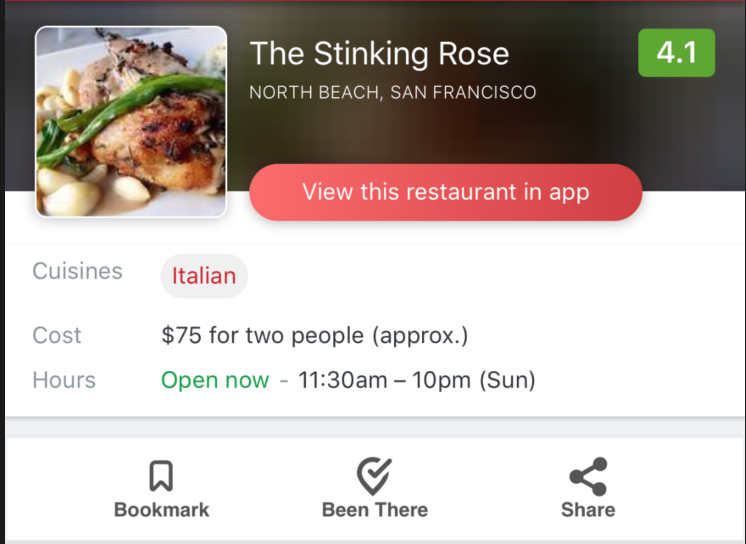 The Stinking Rose
4.1
NORTH BEACH, SAN FRANCISCO
View this restaurant in app
Cuisines Italian
Cost $75 for two people (approx.)
Hours Open now - 11:30am – 10pm (Sun)
Bookmark Been There Share